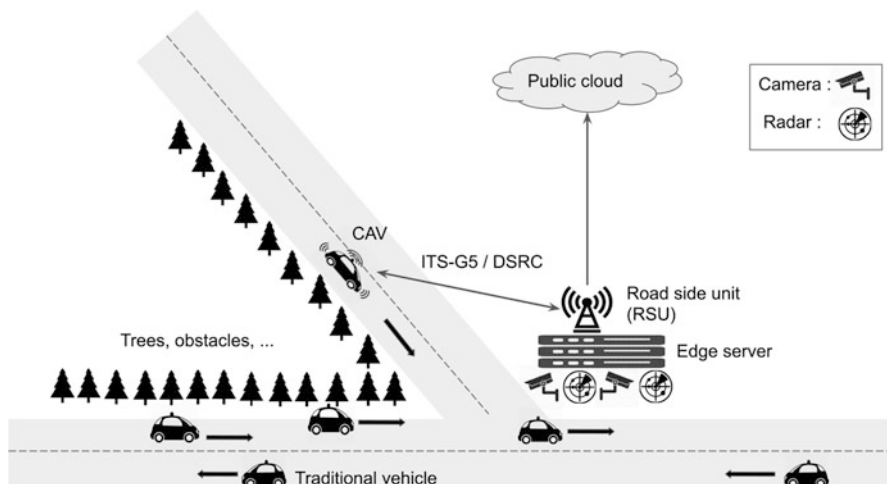 Public cloud
Camera :
Radar :
CAV
ITS-G5 / DSRC
Road side unit
(RSU)
Edge server
Trees, obstacles, ...
Traditional vehicle